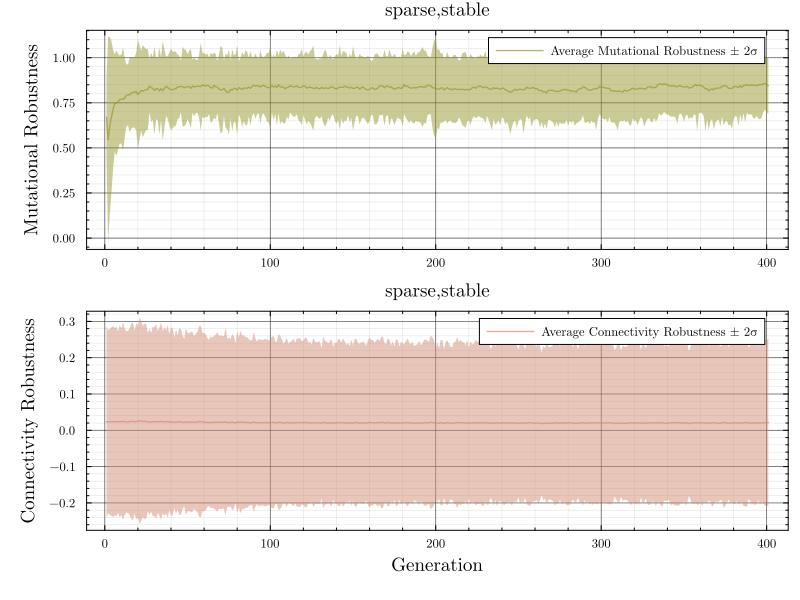 sparse,stable
Mutational Robustness
1.00
0.75
0.50
0.25
0.00
Average Mutational Robustness ± 2σ
0 100 200 300 400
sparse,stable
Connectivity Robustness
0.3
0.2
0.1
0.0
−0.1
−0.2
Average Connectivity Robustness ± 2σ
0 100 200 300 400
Generation